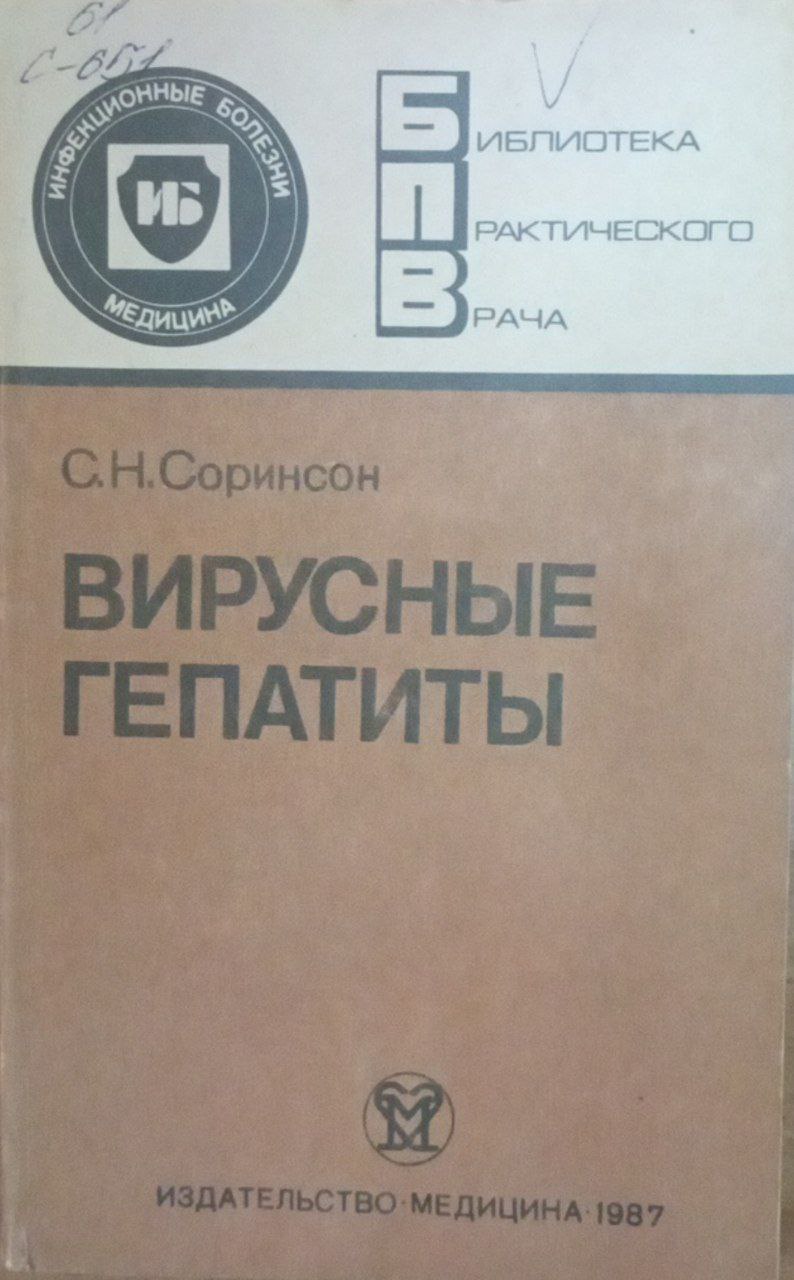 61
С-651
ИНФЕКЦИОННЫЕ БОЛЕЗНИ
ИБ
МЕДИЦИНА
БИБЛИОТЕКА
ПРАКТИЧЕСКОГО
ВРАЧА
С.Н.Соринсон
ВИРУСНЫЕ
ГЕПАТИТЫ
М
ИЗДАТЕЛЬСТВО·МЕДИЦИНА·1987